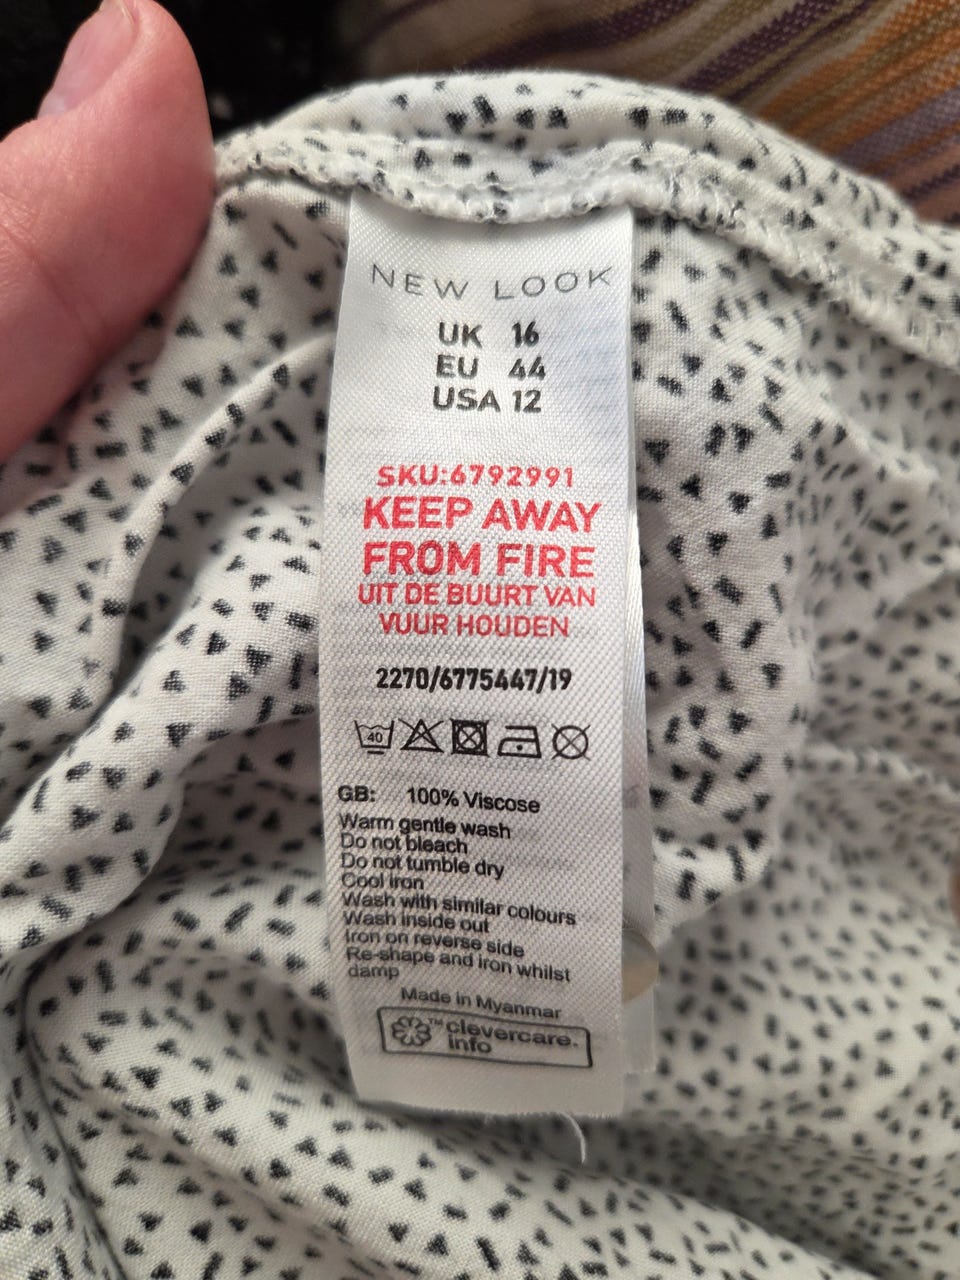 NEW LOOK
UK 16
EU 44
USA 12
SKU:6792991
KEEP AWAY
FROM FIRE
UIT DE BUURT VAN
VUUR HOUDEN
2270/6775447/19
40
GB: 100% Viscose
Warm gentle wash
Do not bleach
Do not tumble dry
Cool iron
Wash with similar colours
Wash inside out
Iron on reverse side
Re-shape and iron whilst
damp
Made in Myanmar
™ clevercare.
info